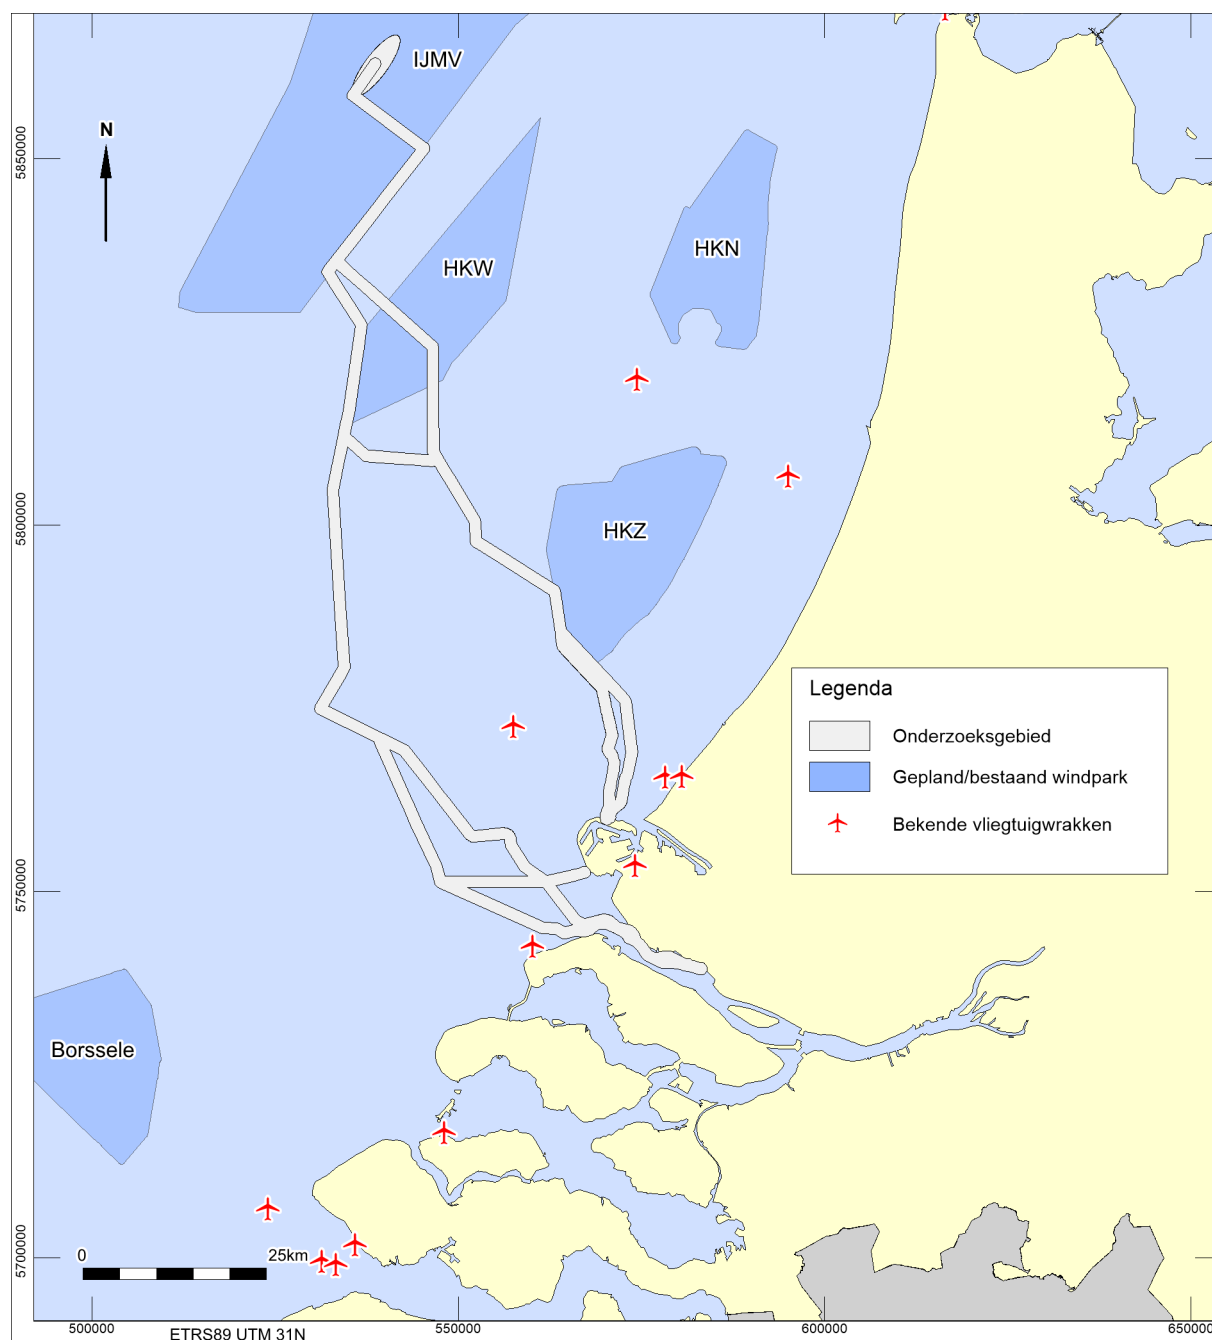 IJMV
N
5850000
HKW
HKN
5800000
HKZ
Legenda
Onderzoeksgebied
Gepland/bestaand windpark
Bekende vliegtuigwrakken
5750000
Borssele
5700000
0 25km
500000 550000 600000 650000
ETRS89 UTM 31N